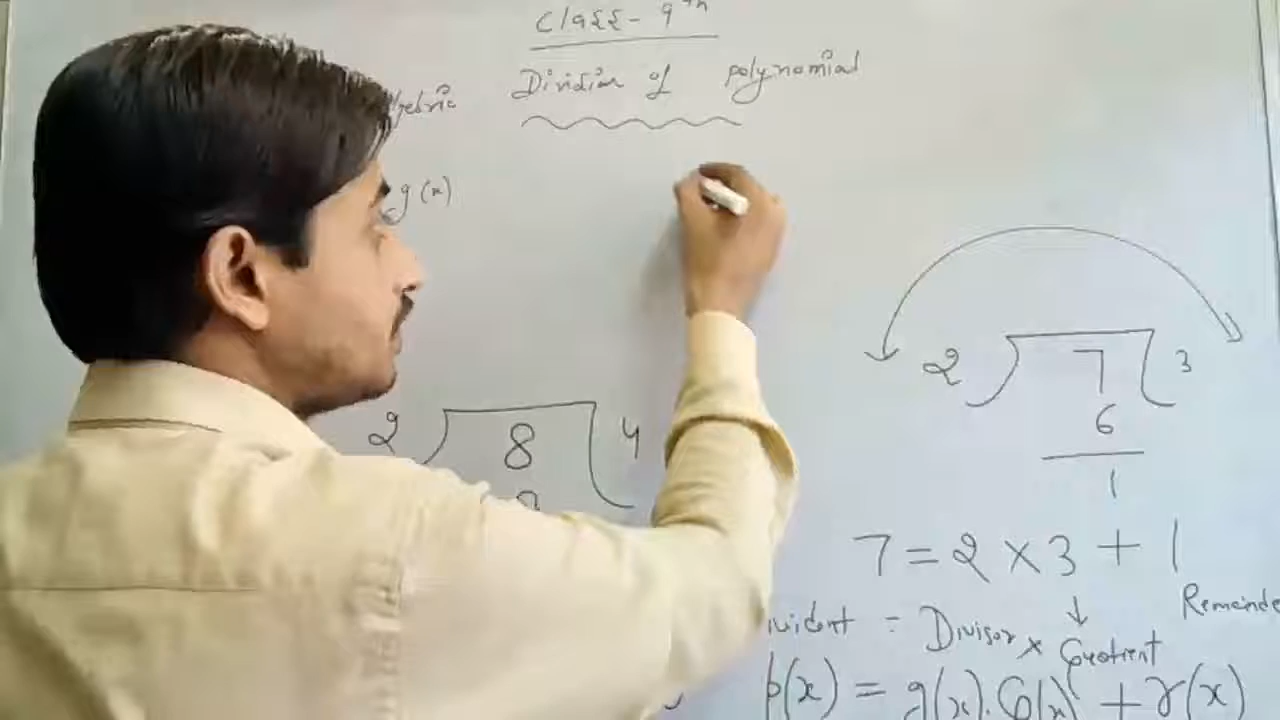 Class - 9th
Division of polynomial
g(x)
2 8 4
2 7 3
6
1
7 = 2 × 3 + 1
Remainde
vident = Divisor × Quotient
p(x) = g(x). Q(x) + r(x)